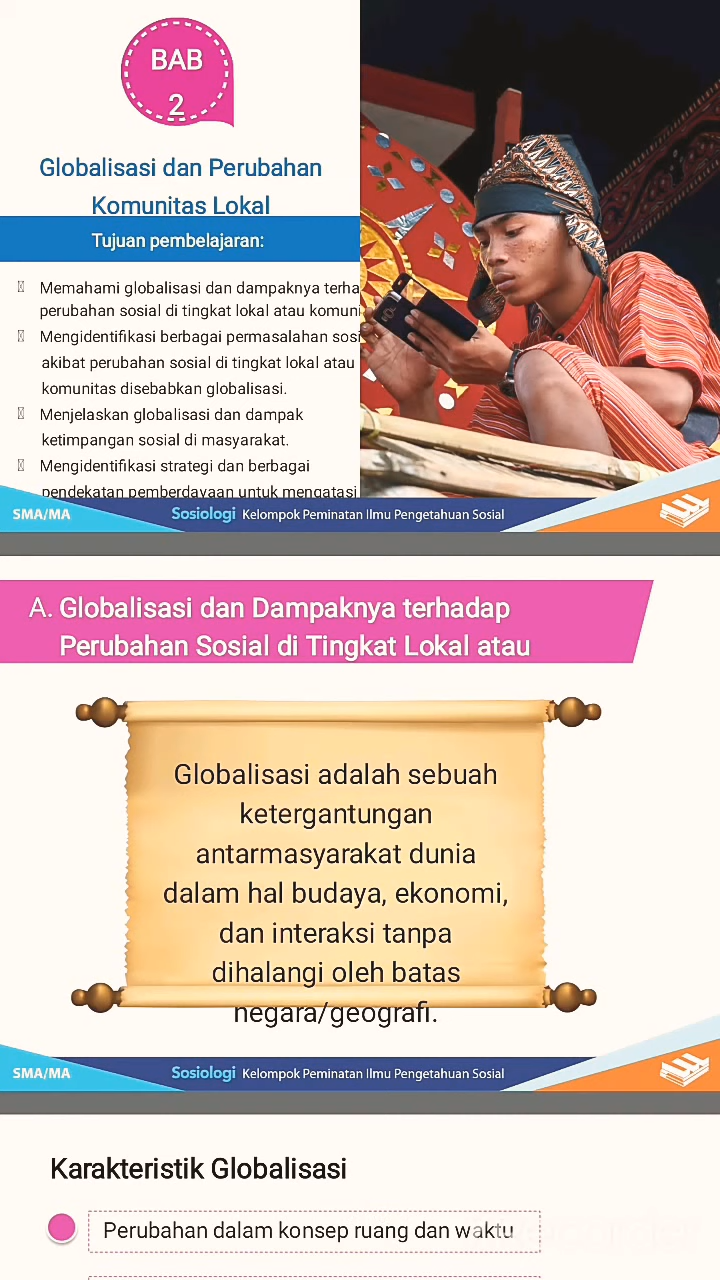 BAB
2
Globalisasi dan Perubahan
Komunitas Lokal
Tujuan pembelajaran:
Memahami globalisasi dan dampaknya terha
perubahan sosial di tingkat lokal atau komuni
Mengidentifikasi berbagai permasalahan sosi
akibat perubahan sosial di tingkat lokal atau
komunitas disebabkan globalisasi.
Menjelaskan globalisasi dan dampak
ketimpangan sosial di masyarakat.
Mengidentifikasi strategi dan berbagai
pendekatan pemberdayaan untuk mengatasi
SMA/MA
Sosiologi Kelompok Peminatan Ilmu Pengetahuan Sosial
A. Globalisasi dan Dampaknya terhadap
Perubahan Sosial di Tingkat Lokal atau
Globalisasi adalah sebuah
ketergantungan
antarmasyarakat dunia
dalam hal budaya, ekonomi,
dan interaksi tanpa
dihalangi oleh batas
negara/geografi.
SMA/MA
Sosiologi Kelompok Peminatan Ilmu Pengetahuan Sosial
Karakteristik Globalisasi
Perubahan dalam konsep ruang dan waktu